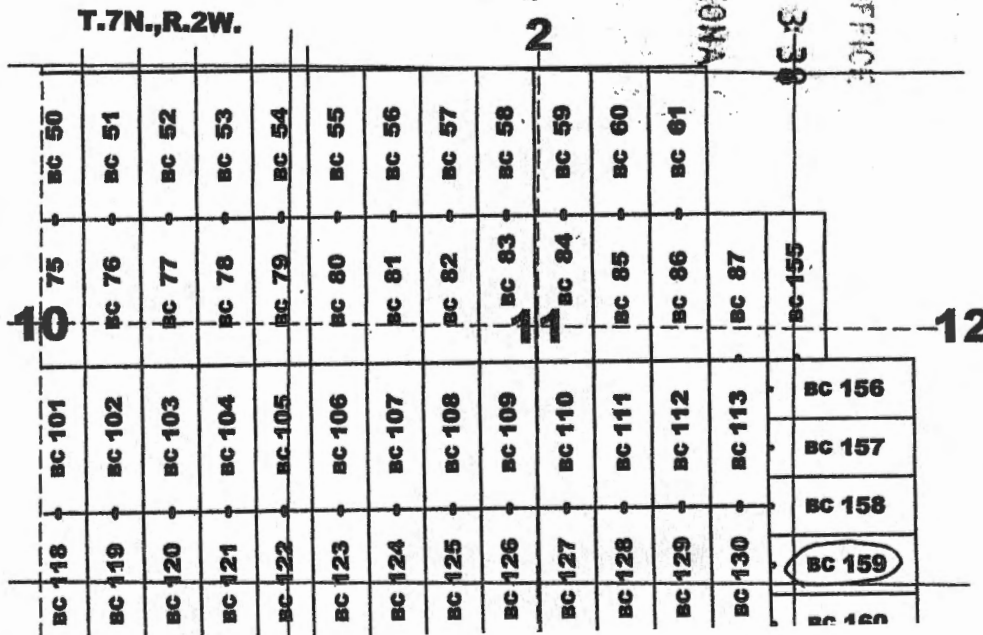 T.7N.,R.2W.
2
BC 50 BC 51 BC 52 BC 53 BC 54 BC 55 BC 56 BC 57 BC 58 BC 59 BC 60 BC 61
75 BC 76 BC 77 BC 78 BC 79 BC 80 BC 81 BC 82 BC 83 BC 84 BC 85 BC 86 BC 87 BC 155
10 11 12
BC 101 BC 102 BC 103 BC 104 BC 105 BC 106 BC 107 BC 108 BC 109 BC 110 BC 111 BC 112 BC 113
BC 156
BC 157
BC 158
BC 118 BC 119 BC 120 BC 121 BC 122 BC 123 BC 124 BC 125 BC 126 BC 127 BC 128 BC 129 BC 130
BC 159
BC 160